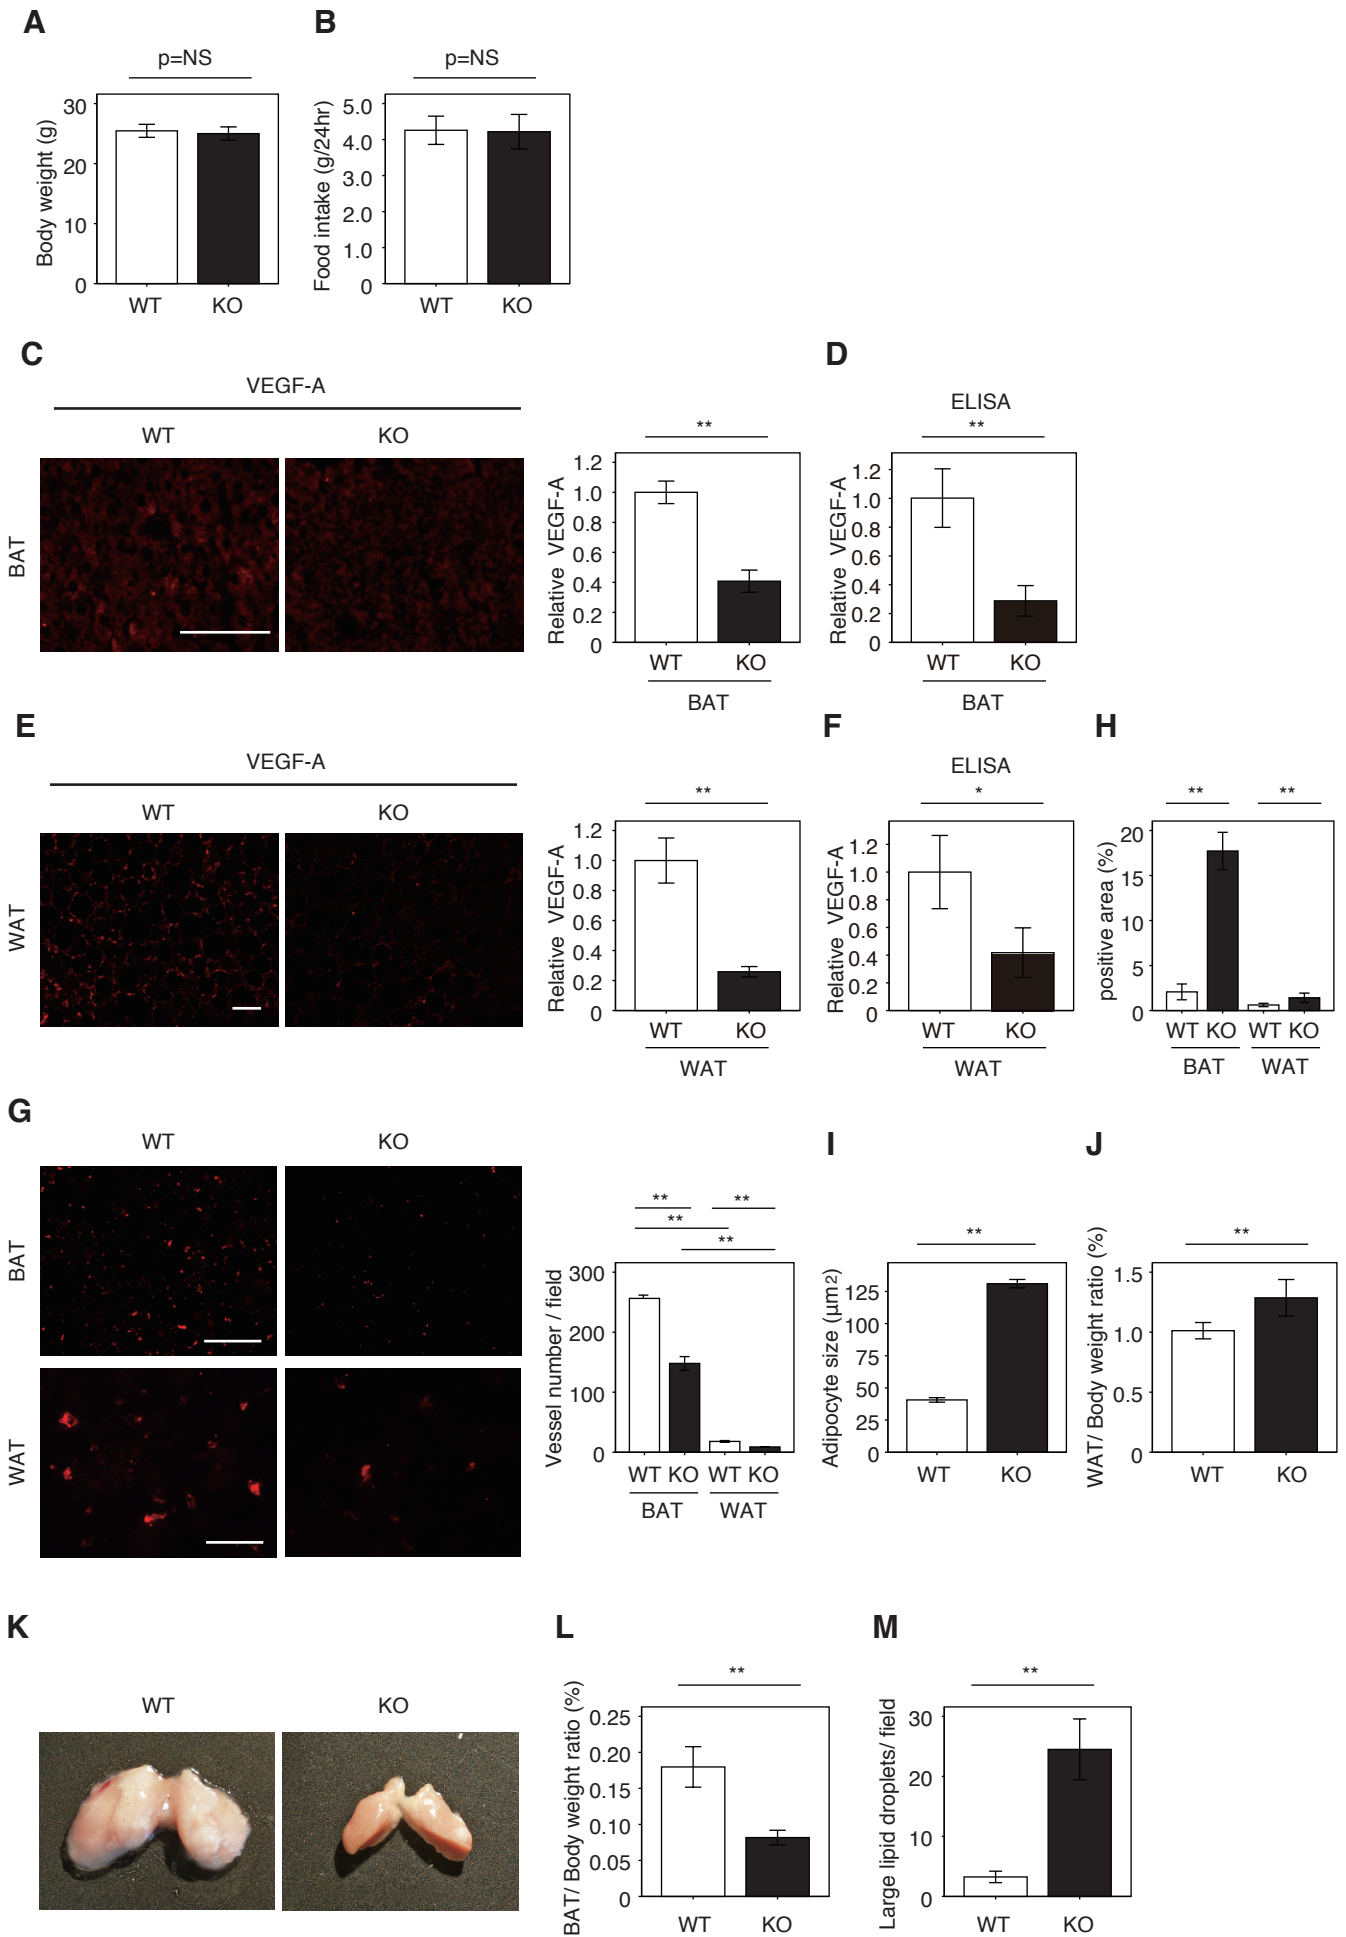 A
B
p=NS
p=NS
Body weight (g)
30
20
10
0
WT
KO
Food intake (g/24hr)
5.0
4.0
3.0
2.0
1.0
0
WT
KO
C
D
VEGF-A
WT
KO
BAT
**
Relative VEGF-A
1.2
1.0
0.8
0.6
0.4
0.2
0
WT
KO
BAT
ELISA
**
Relative VEGF-A
1.2
1.0
0.8
0.6
0.4
0.2
0
WT
KO
BAT
E
F
H
VEGF-A
WT
KO
WAT
**
Relative VEGF-A
1.2
1.0
0.8
0.6
0.4
0.2
0
WT
KO
WAT
ELISA
*
Relative VEGF-A
1.2
1.0
0.8
0.6
0.4
0.2
0
WT
KO
WAT
**
**
positive area (%)
20
15
10
5
0
WT KO WT KO
BAT
WAT
G
WT
KO
BAT
WAT
**
**
**
**
Vessel number / field
300
200
100
0
WT KO WT KO
BAT
WAT
I
J
**
Adipocyte size (µm2)
125
100
75
50
25
0
WT
KO
**
WAT/ Body weight ratio (%)
1.5
1.0
0.5
0
WT
KO
K
L
M
WT
KO
**
BAT/ Body weight ratio (%)
0.25
0.20
0.15
0.10
0.05
0
WT
KO
**
Large lipid droplets/ field
30
20
10
0
WT
KO